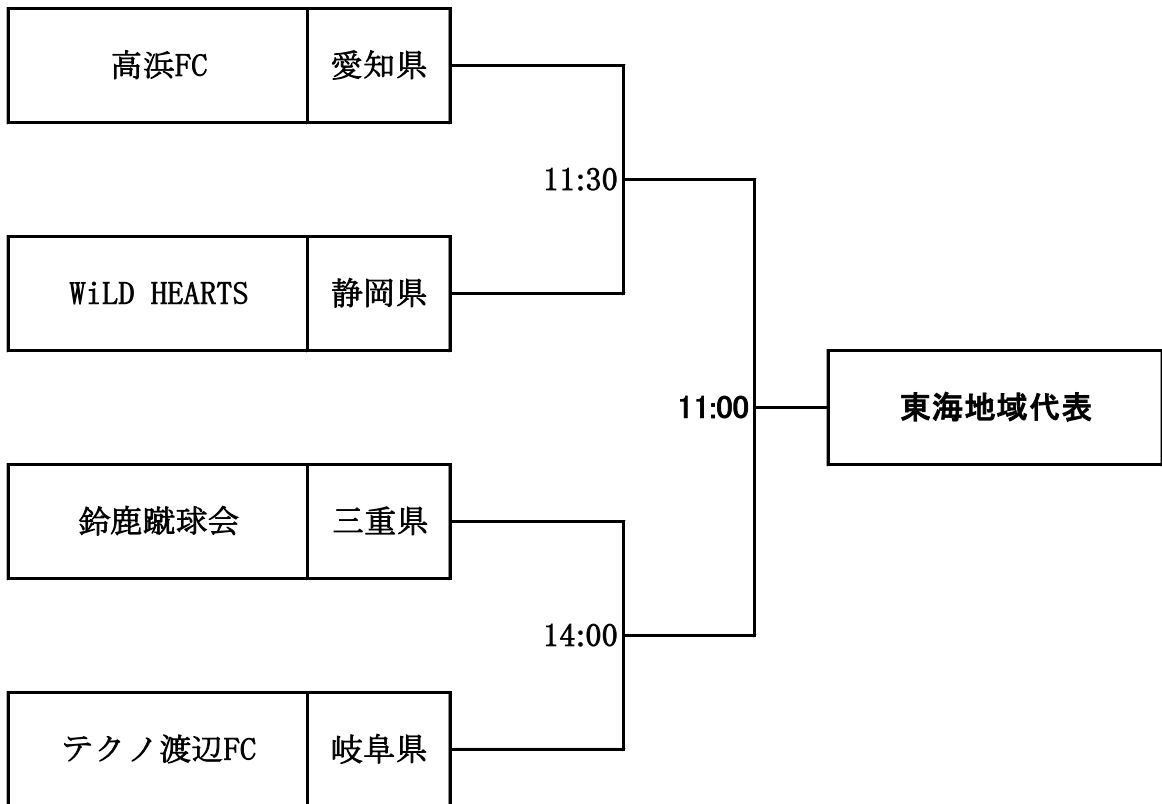 高浜FC 愛知県
11:30
WiLD HEARTS 静岡県
11:00
東海地域代表
鈴鹿蹴球会 三重県
14:00
テクノ渡辺FC 岐阜県